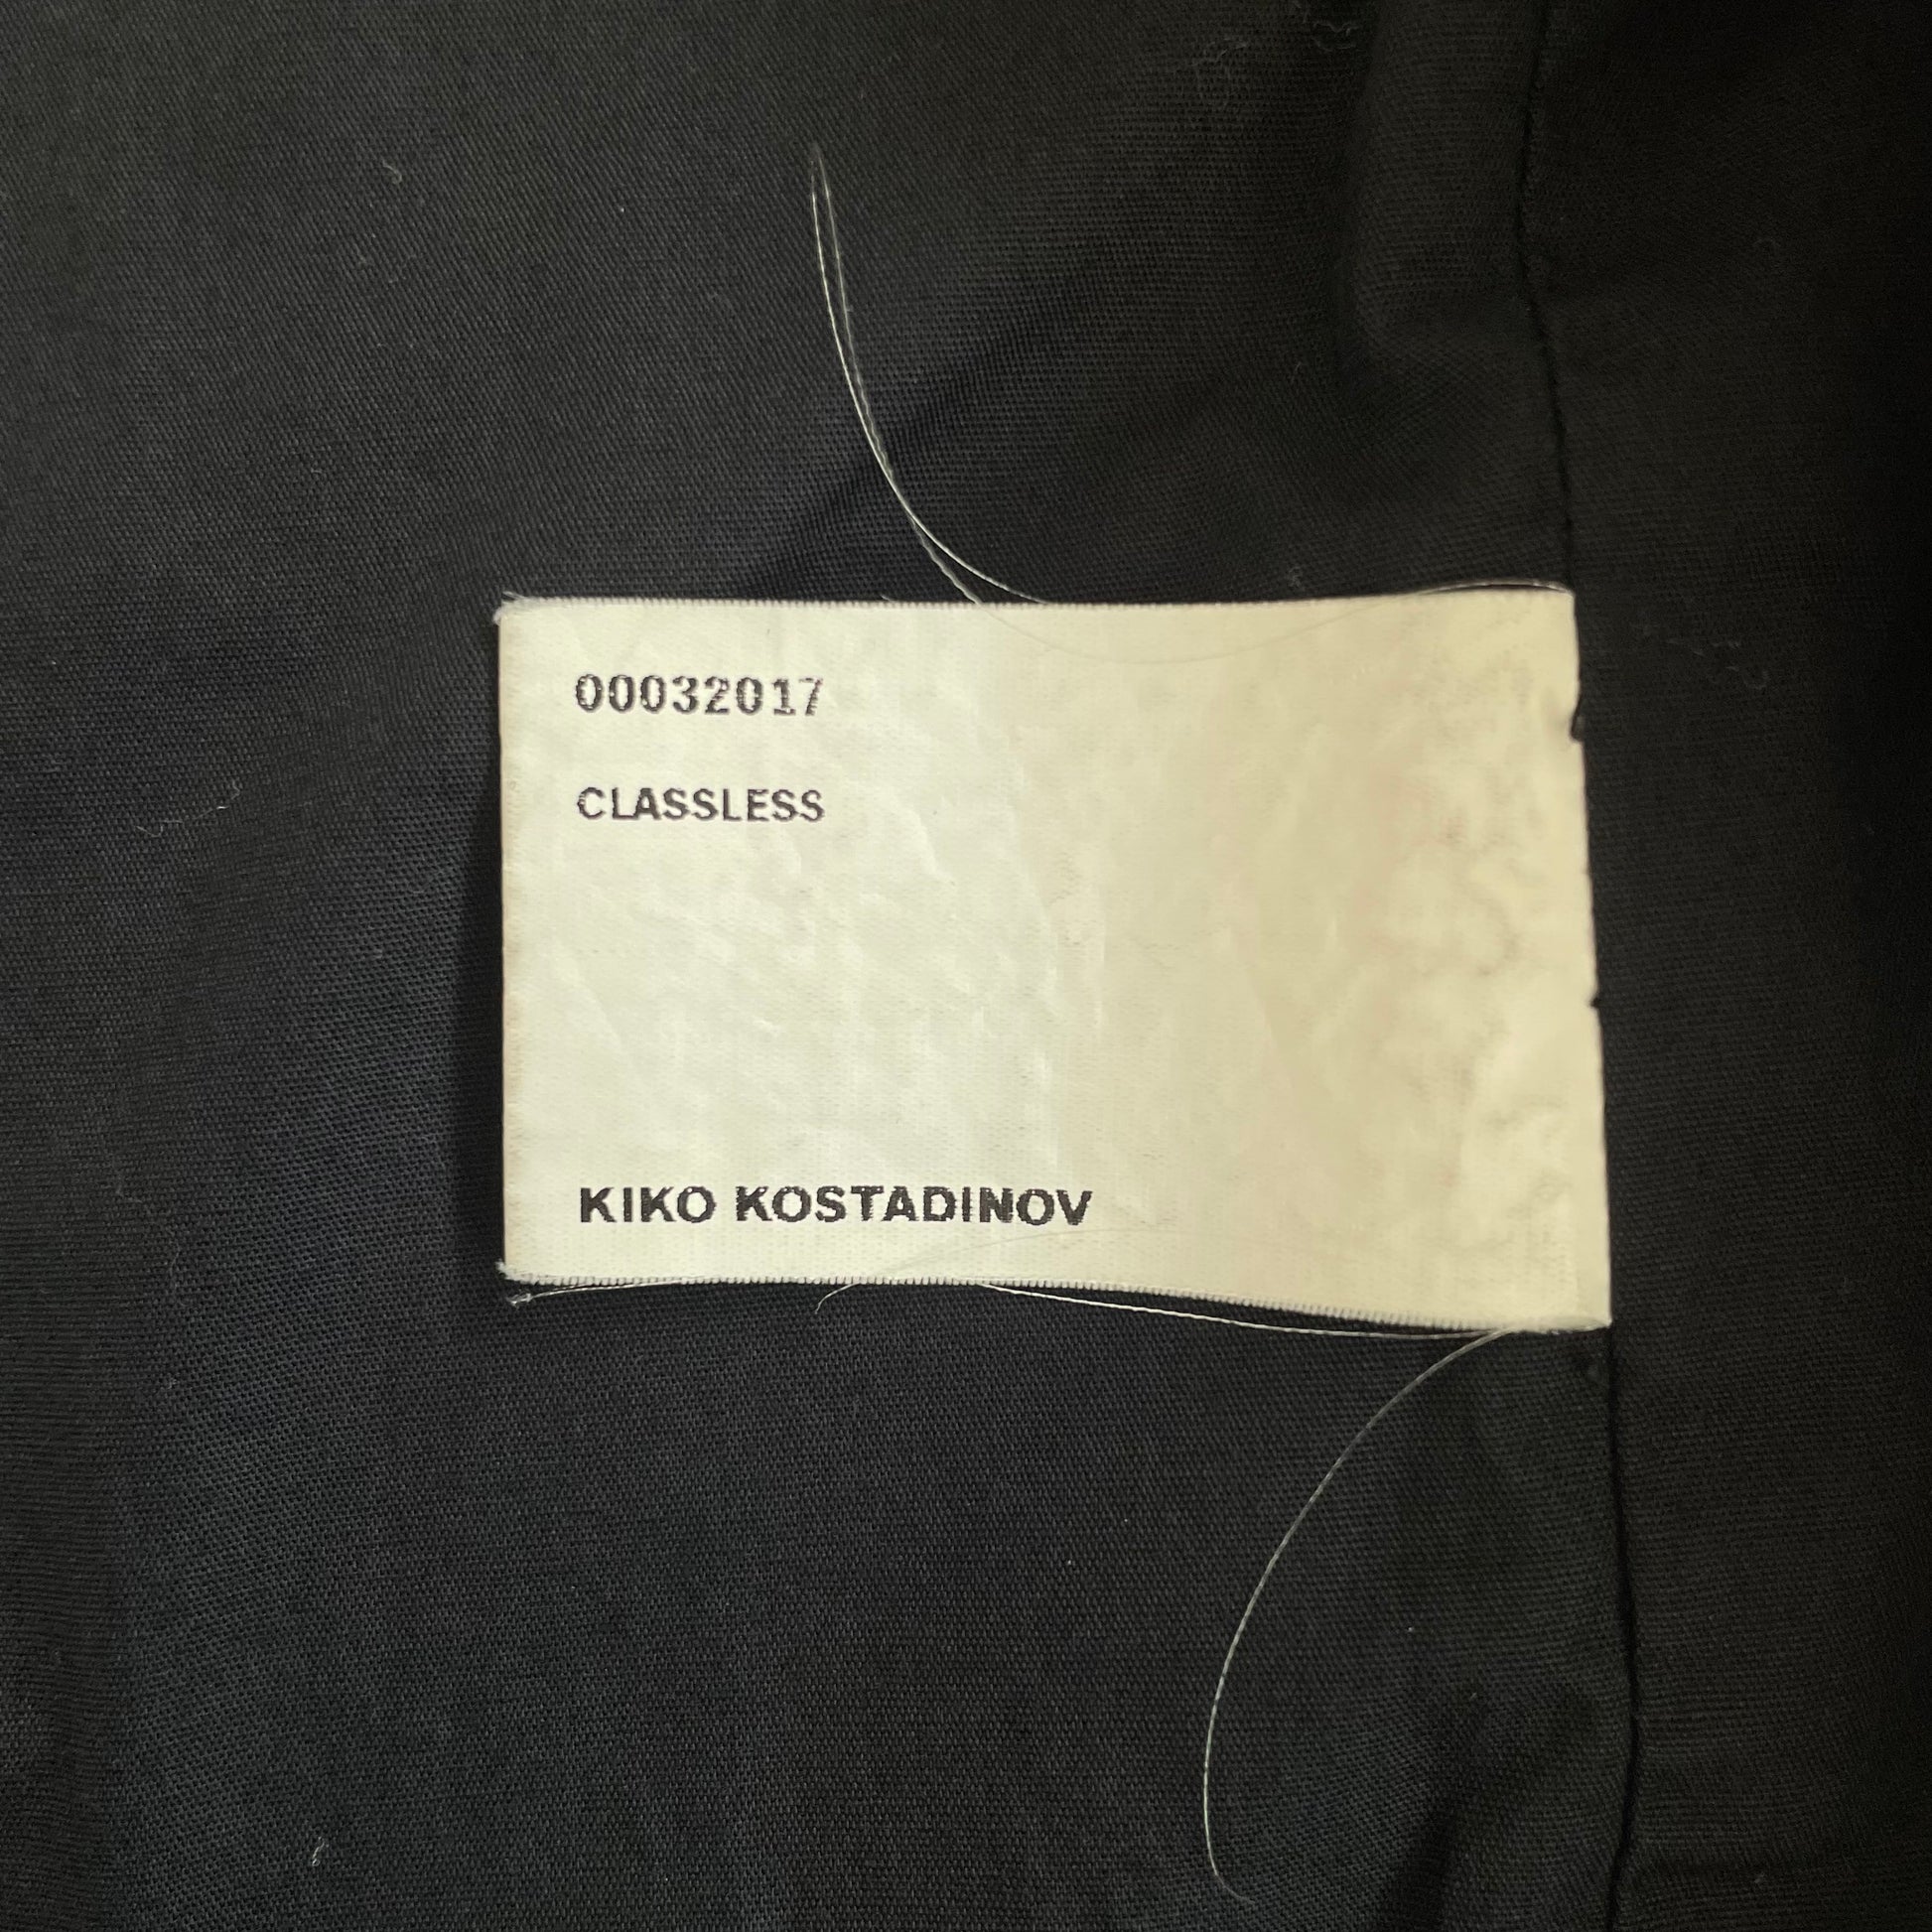 00032017
CLASSLESS
KIKO KOSTADINOV